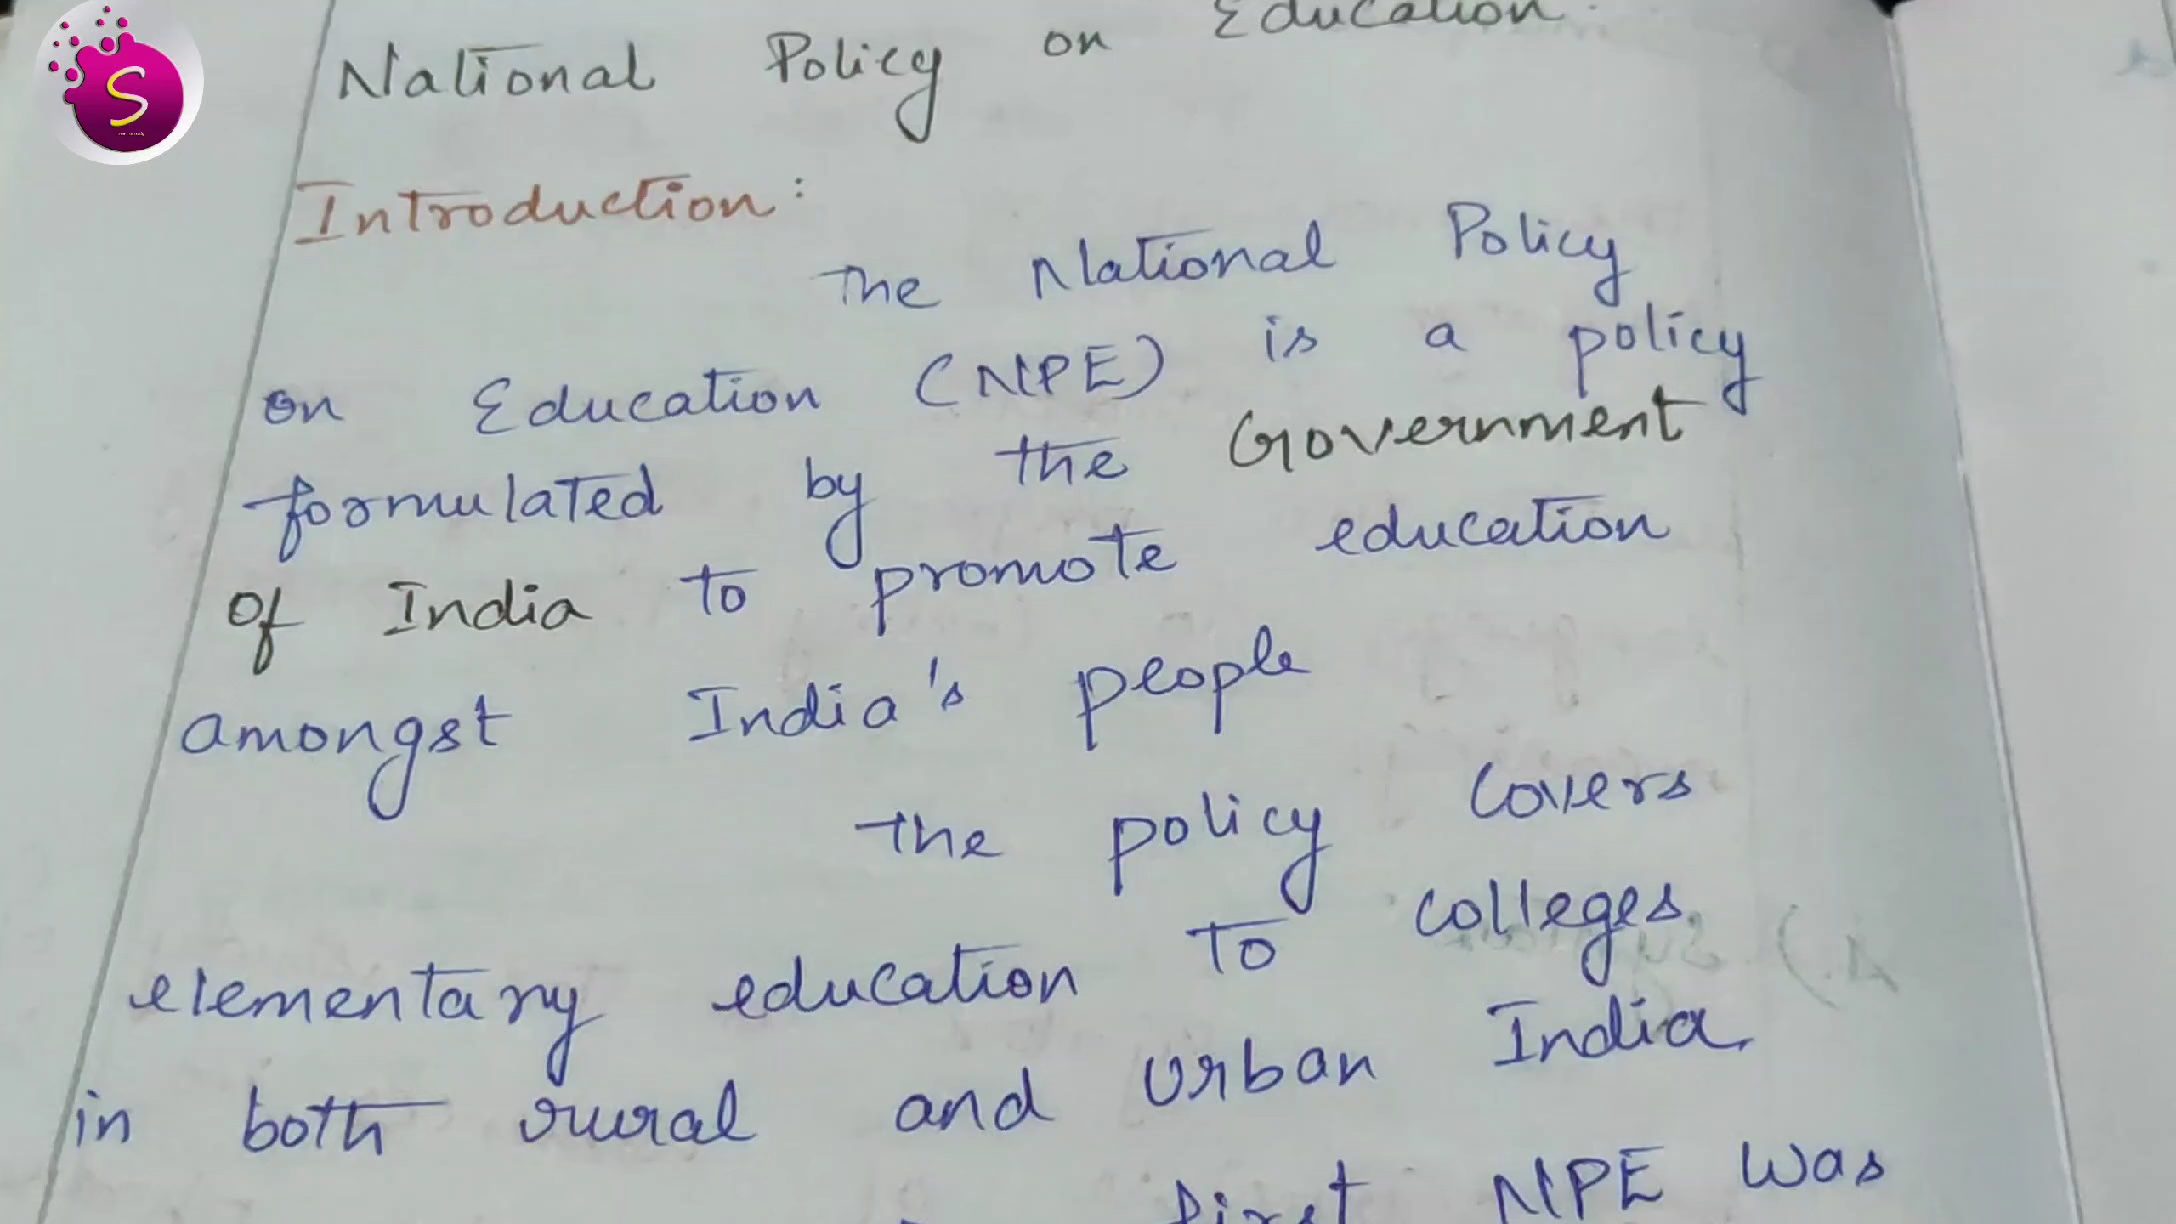 S
National Policy on Education
Introduction:
The National Policy
on Education (NPE) is a policy
formulated by the Government
of India to promote education
amongst India's people
the policy covers
elementary education to colleges
in both rural and urban India.
first NPE was